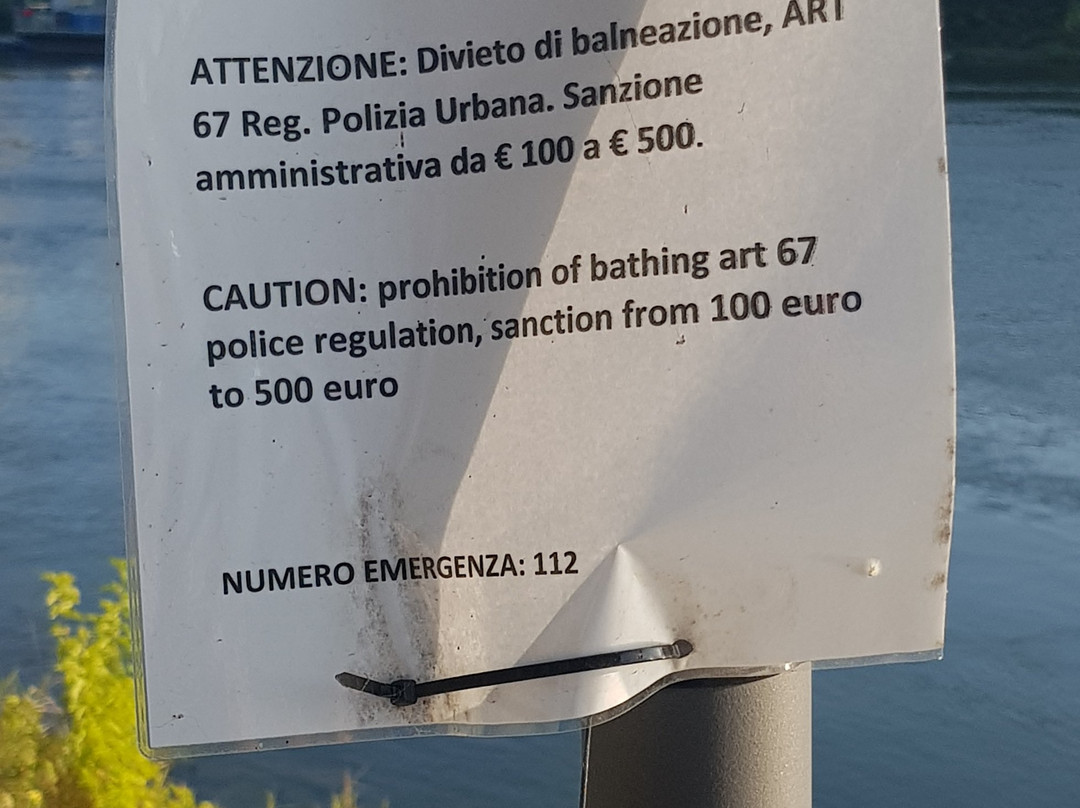 ATTENZIONE: Divieto di balneazione, ART
67 Reg. Polizia Urbana. Sanzione
amministrativa da € 100 a € 500.
CAUTION: prohibition of bathing art 67
police regulation, sanction from 100 euro
to 500 euro
NUMERO EMERGENZA: 112